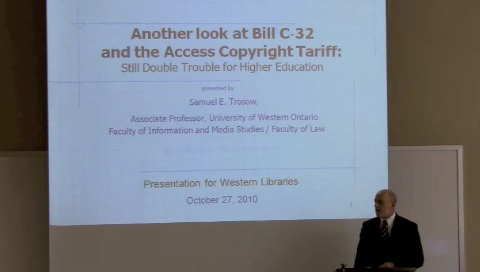 Another look at Bill C-32
and the Access Copyright Tariff:
Still Double Trouble for Higher Education
presented by
Samuel E. Trosow,
Associate Professor, University of Western Ontario
Faculty of Information and Media Studies / Faculty of Law
Presentation for Western Libraries
October 27, 2010
1